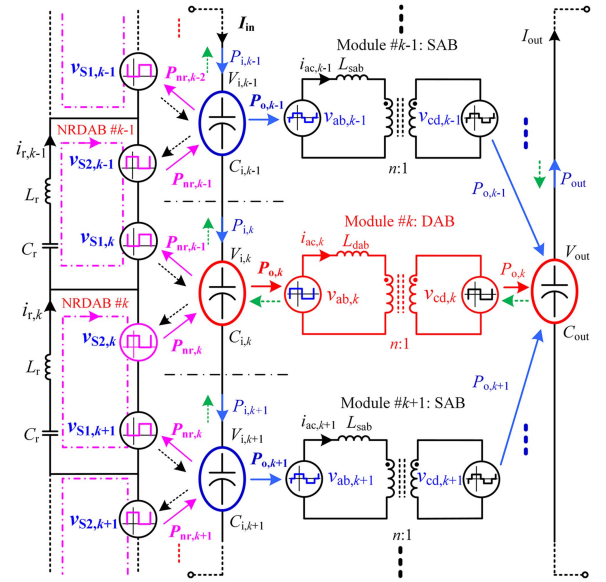 I_in
I_out
Module #k-1: SAB
v_S1,k-1
P_nr,k-2
P_i,k-1
V_i,k-1
i_ac,k-1
L_sab
P_o,k-1
v_ab,k-1
v_cd,k-1
NRDAB #k-1
i_r,k-1
v_S2,k-1
P_nr,k-1
C_i,k-1
n:1
P_o,k-1
P_out
L_r
v_S1,k
P_nr,k-1
P_i,k
Module #k: DAB
C_r
V_i,k
i_ac,k
L_dab
V_out
P_o,k
P_o,k
v_ab,k
v_cd,k
NRDAB #k
i_r,k
v_S2,k
C_i,k
C_out
P_nr,k
n:1
L_r
P_i,k+1
Module #k+1: SAB
P_o,k+1
v_S1,k+1
P_nr,k
V_i,k+1
i_ac,k+1
L_sab
C_r
P_o,k+1
v_ab,k+1
v_cd,k+1
v_S2,k+1
P_nr,k+1
C_i,k+1
n:1